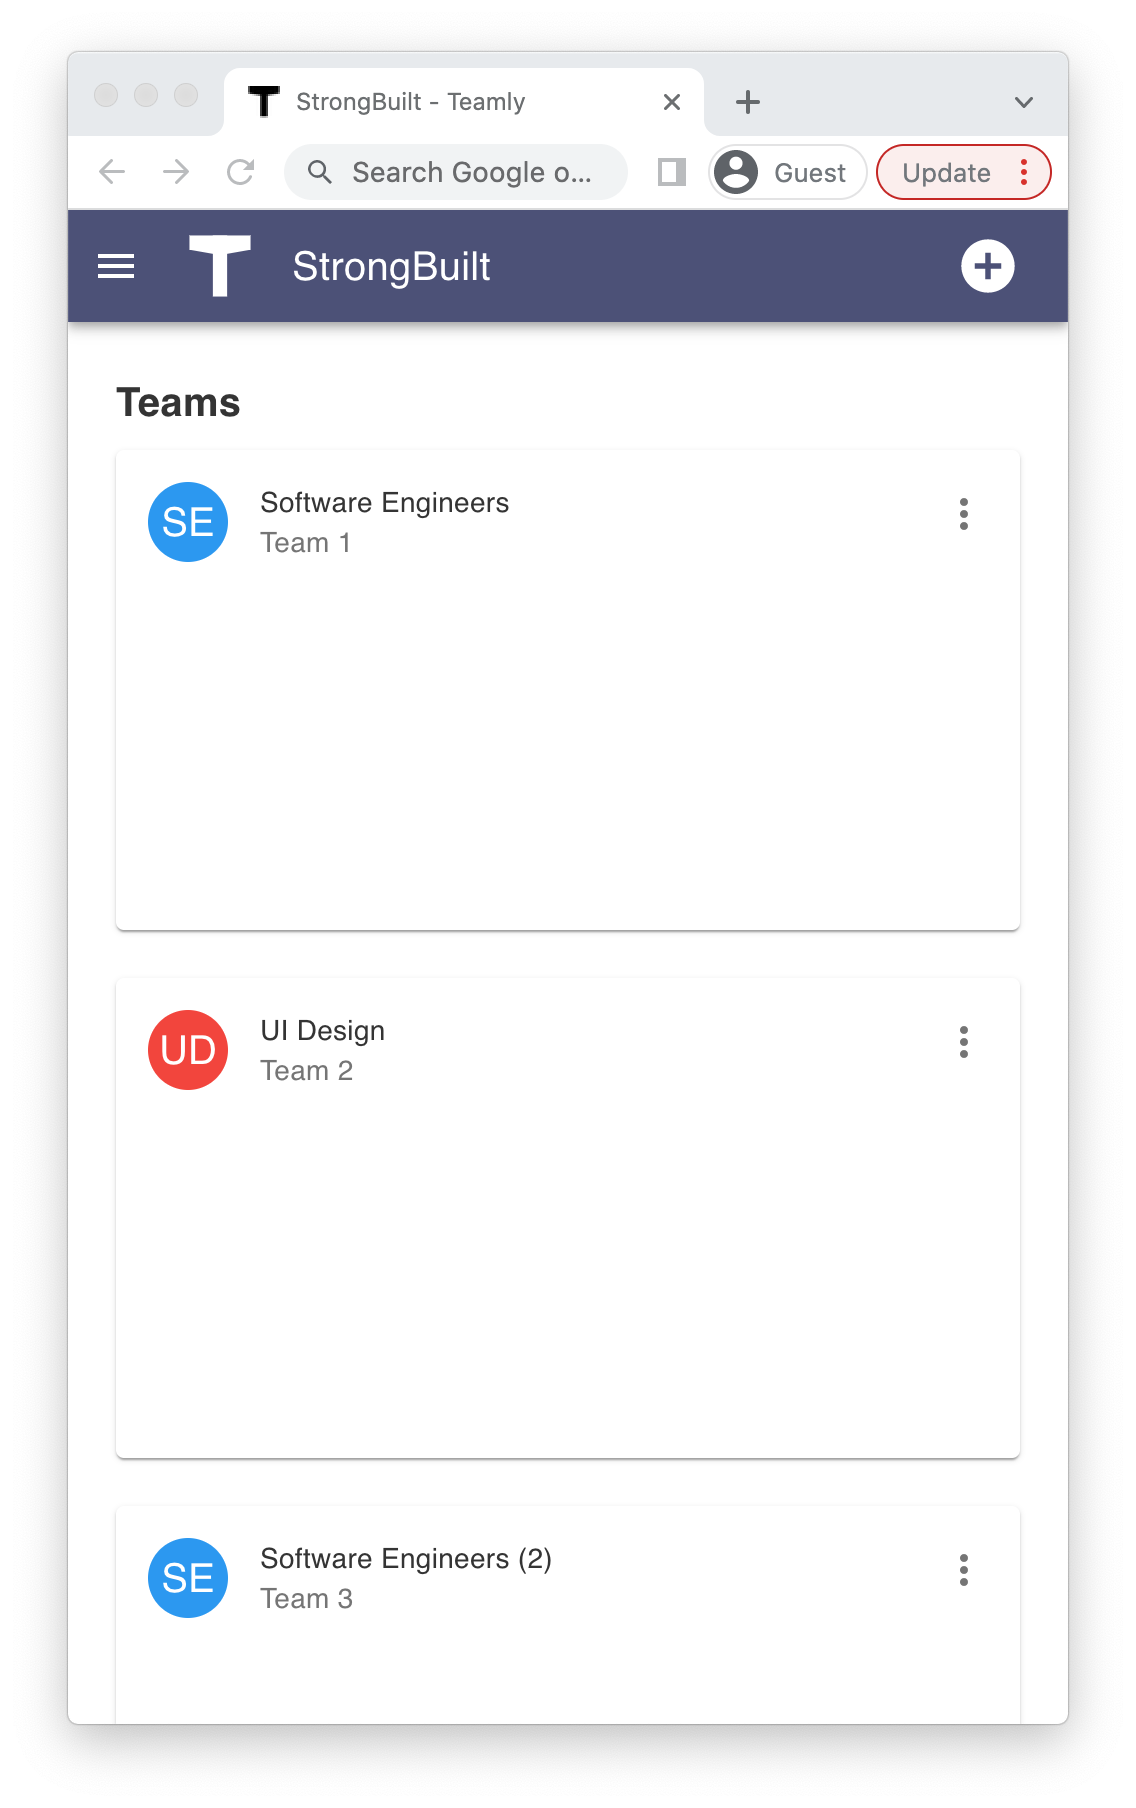 StrongBuilt - Teamly
Search Google o...
Guest
Update
StrongBuilt
Teams
SE
Software Engineers
Team 1
UD
UI Design
Team 2
SE
Software Engineers (2)
Team 3